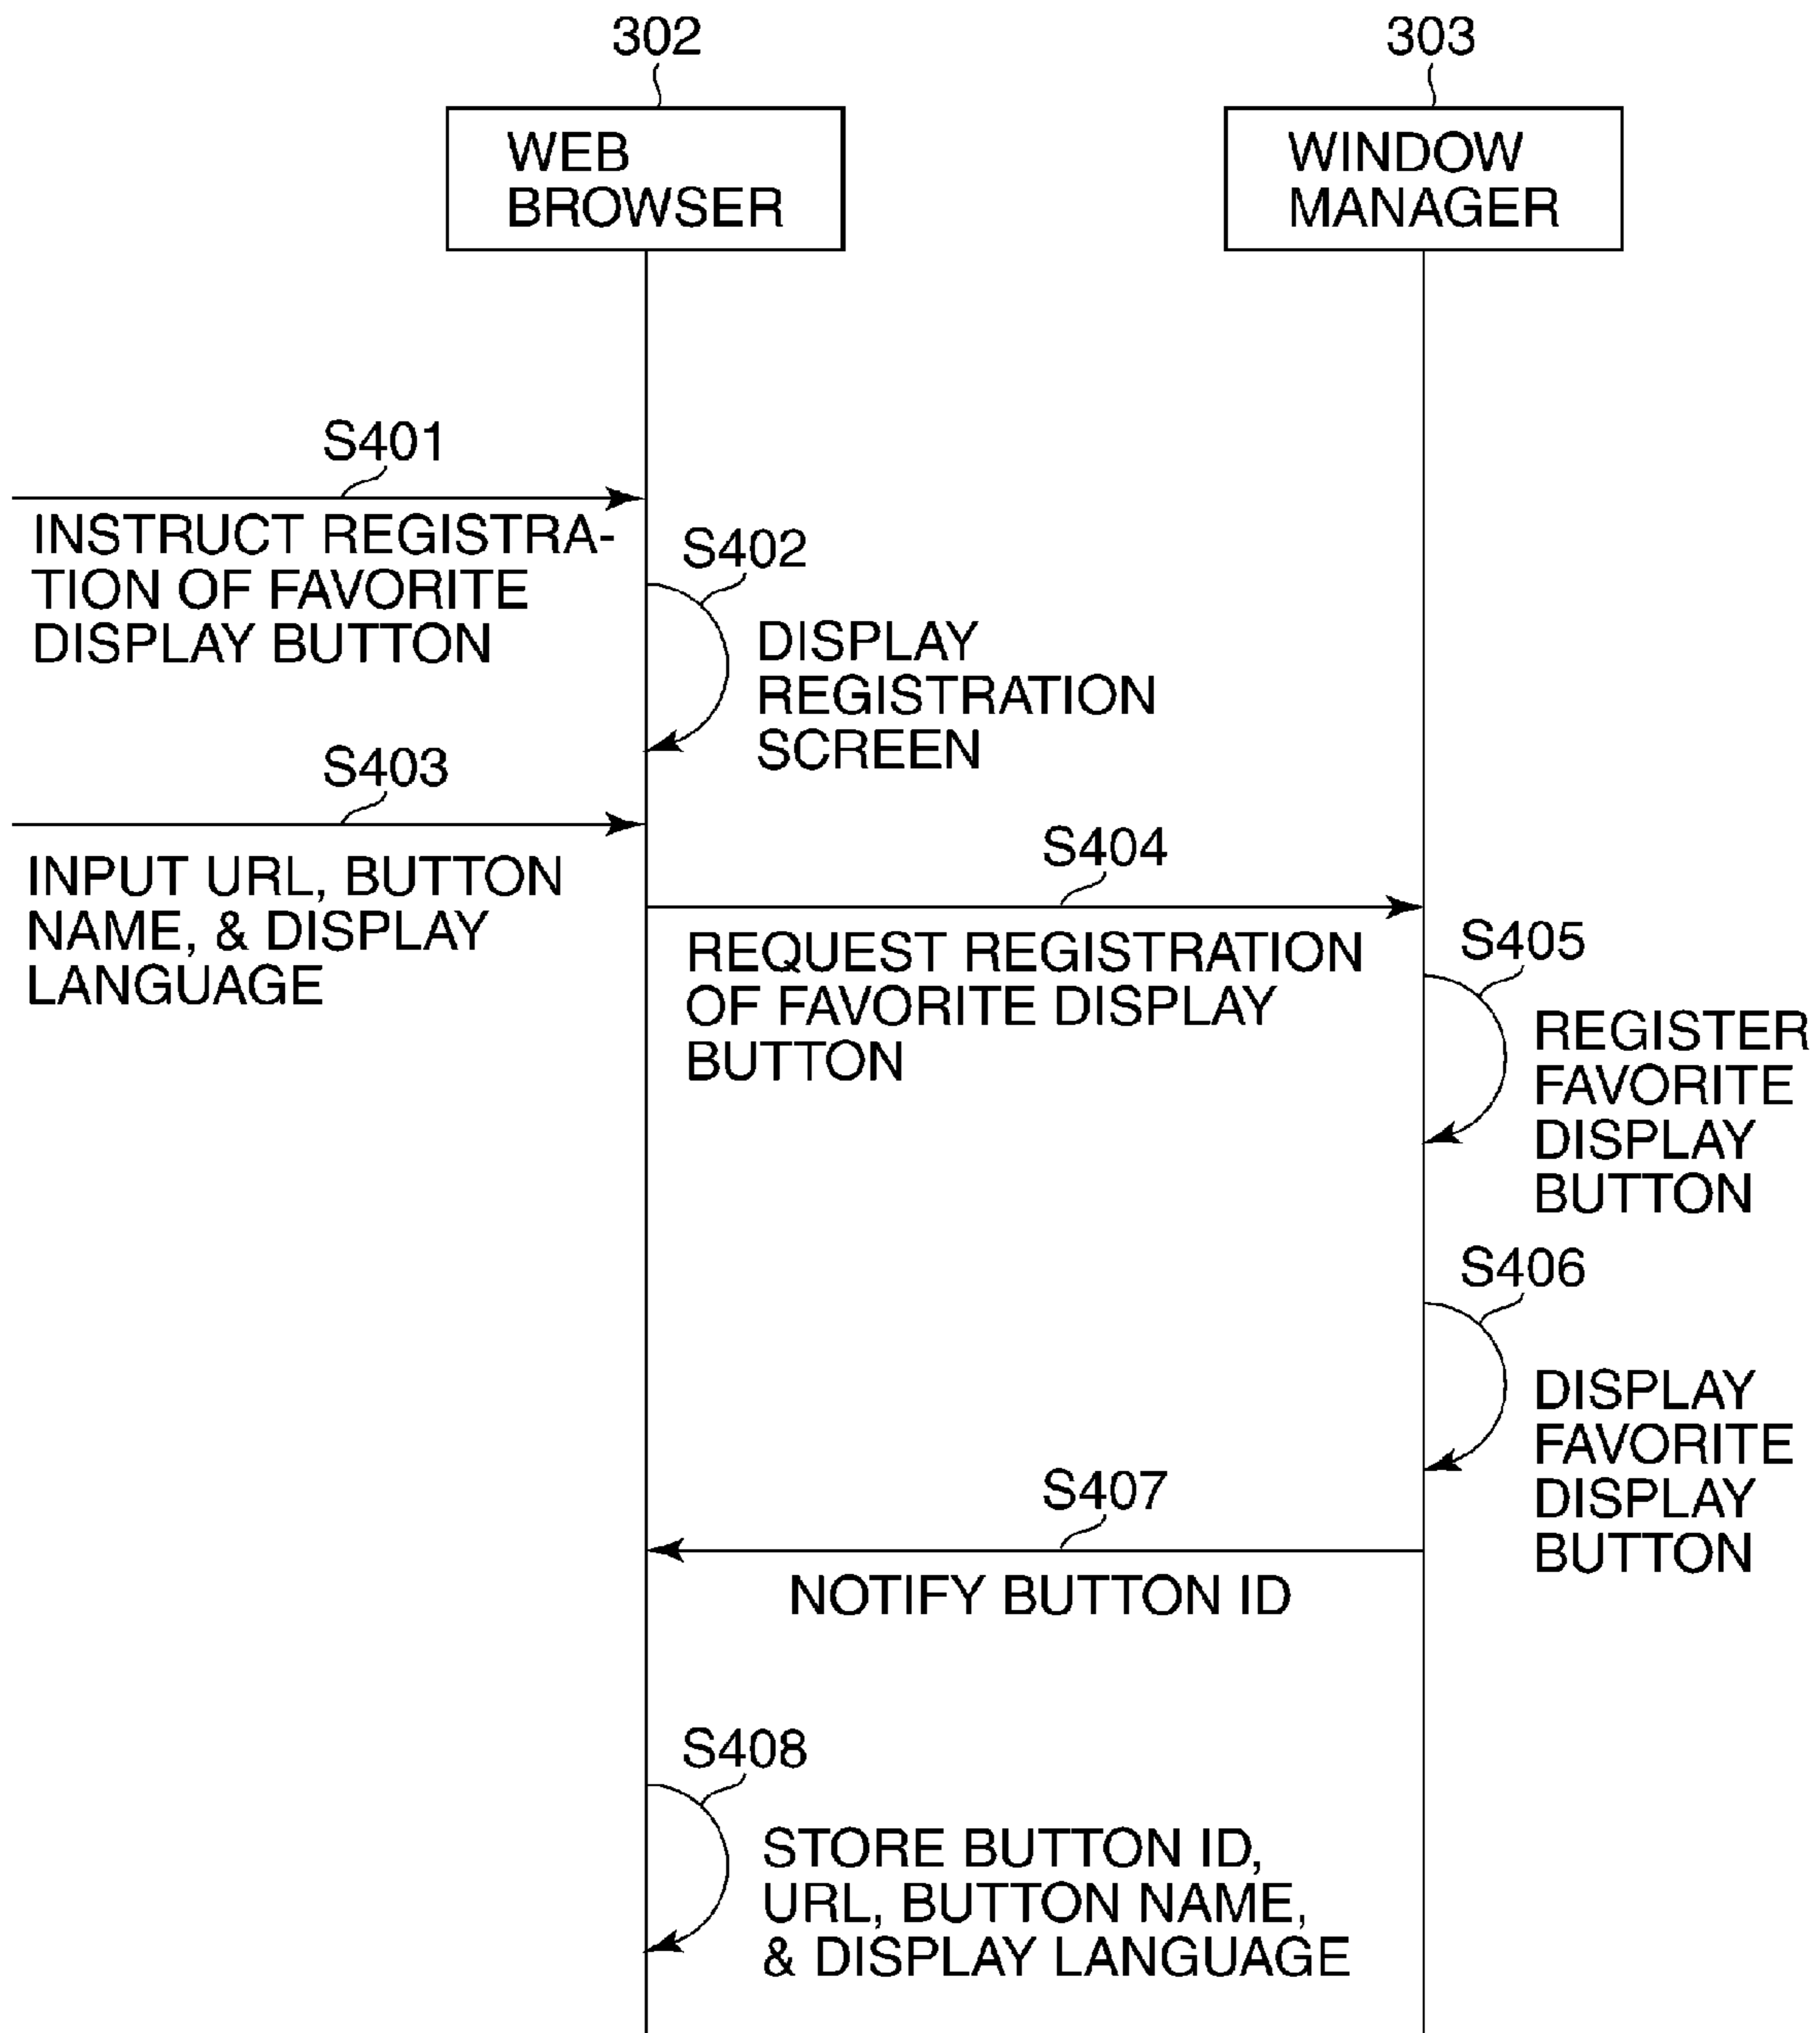 302
303
WEB
BROWSER
WINDOW
MANAGER
S401
INSTRUCT REGISTRA-
TION OF FAVORITE
DISPLAY BUTTON
S402
DISPLAY
REGISTRATION
SCREEN
S403
INPUT URL, BUTTON
NAME, & DISPLAY
LANGUAGE
S404
REQUEST REGISTRATION
OF FAVORITE DISPLAY
BUTTON
S405
REGISTER
FAVORITE
DISPLAY
BUTTON
S406
DISPLAY
FAVORITE
DISPLAY
BUTTON
S407
NOTIFY BUTTON ID
S408
STORE BUTTON ID,
URL, BUTTON NAME,
& DISPLAY LANGUAGE